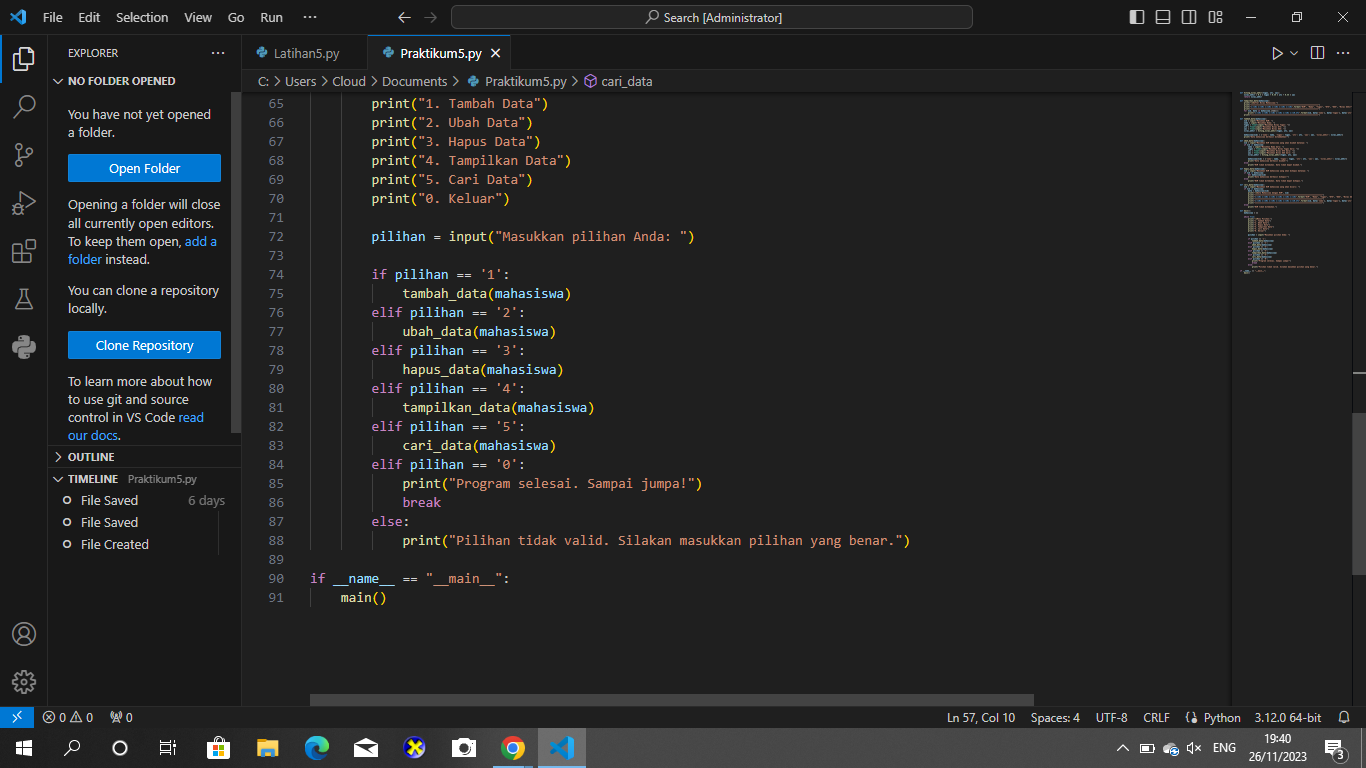 File Edit Selection View Go Run ··· Search [Administrator]
EXPLORER ···
NO FOLDER OPENED
You have not yet opened
a folder.
Open Folder
Opening a folder will close
all currently open editors.
To keep them open, add a
folder instead.
You can clone a repository
locally.
Clone Repository
To learn more about how
to use git and source
control in VS Code read
our docs.
OUTLINE
TIMELINE Praktikum5.py
File Saved 6 days
File Saved
File Created
Latihan5.py Praktikum5.py
C: > Users > Cloud > Documents > Praktikum5.py > cari_data
65 print("1. Tambah Data")
66 print("2. Ubah Data")
67 print("3. Hapus Data")
68 print("4. Tampilkan Data")
69 print("5. Cari Data")
70 print("0. Keluar")
71
72 pilihan = input("Masukkan pilihan Anda: ")
73
74 if pilihan == '1':
75 tambah_data(mahasiswa)
76 elif pilihan == '2':
77 ubah_data(mahasiswa)
78 elif pilihan == '3':
79 hapus_data(mahasiswa)
80 elif pilihan == '4':
81 tampilkan_data(mahasiswa)
82 elif pilihan == '5':
83 cari_data(mahasiswa)
84 elif pilihan == '0':
85 print("Program selesai. Sampai jumpa!")
86 break
87 else:
88 print("Pilihan tidak valid. Silakan masukkan pilihan yang benar.")
89
90 if __name__ == "__main__":
91 main()
0 0 0 Ln 57, Col 10 Spaces: 4 UTF-8 CRLF Python 3.12.0 64-bit
ENG 19:40
26/11/2023 3